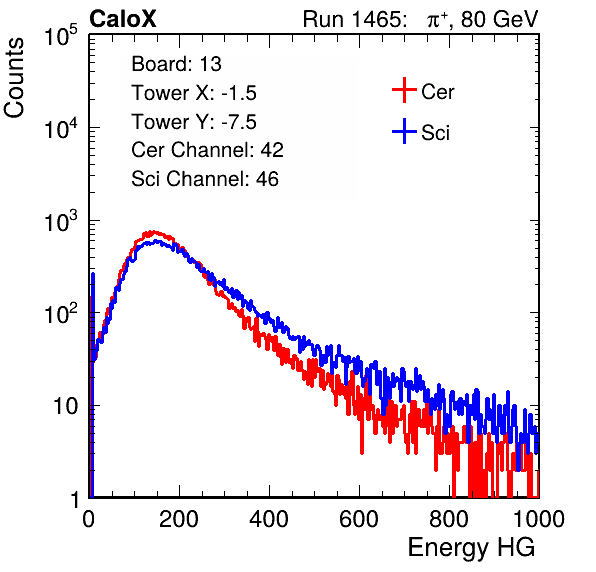 CaloX Run 1465: π⁺, 80 GeV
Counts
10⁵
10⁴
10³
10²
10
1
Board: 13
Tower X: -1.5
Tower Y: -7.5
Cer Channel: 42
Sci Channel: 46
Cer
Sci
0 200 400 600 800 1000
Energy HG